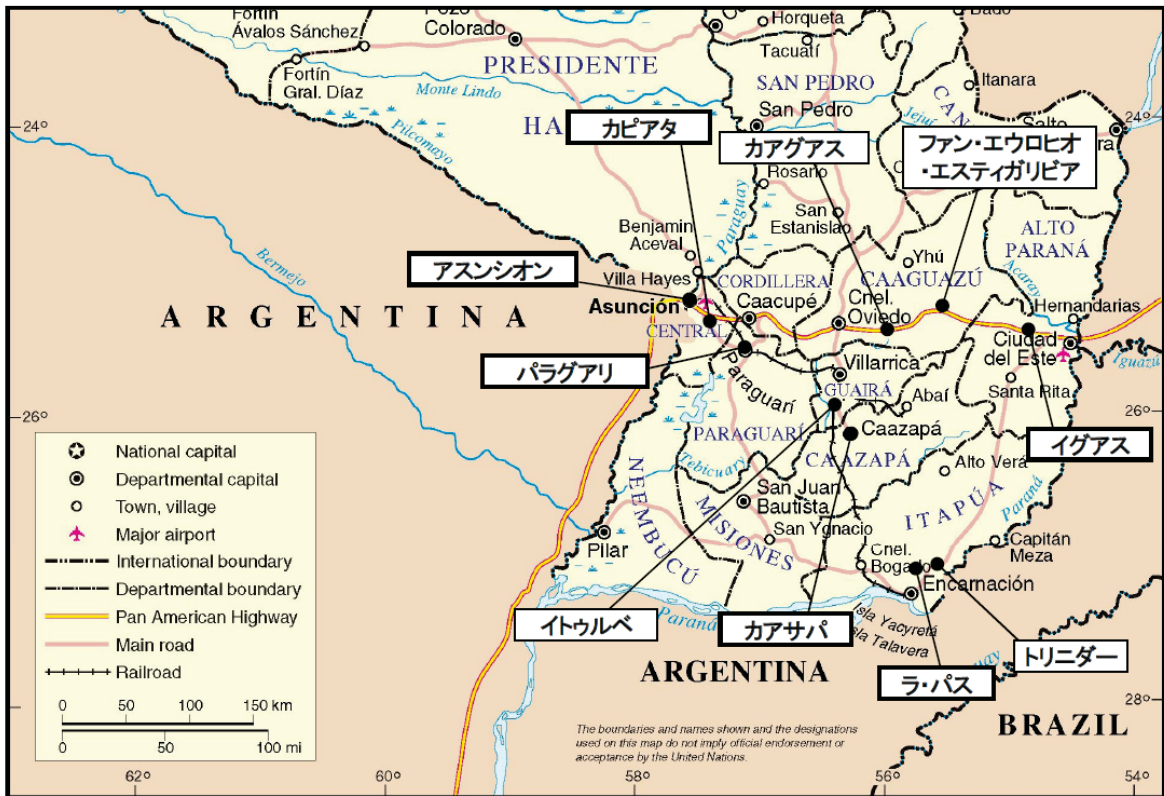 Fortín
Ávalos Sánchez
Colorado
Fortín
Gral. Díaz
PRESIDENTE
Monte Lindo
Pilcomayo
Horqueta
Tacuatí
SAN PEDRO
San Pedro
Jejuí
Itanara
24°
24°
カピアタ
カアグアス
ファン・エウロヒオ
・エスティガリビア
Rosario
San
Estanislao
Paraguay
Benjamin
Aceval
Villa Hayes
アスンシオン
Asunción
Bermejo
ARGENTINA
CORDILLERA
Caacupé
CENTRAL
Yhú
CAAGUAZÚ
Cnel.
Oviedo
ALTO
PARANÁ
Acaray
Hernandarias
Ciudad
del Este
Iguazú
Santa Rita
パラグアリ
Paraguarí
Villarrica
GUAIRÁ
Abaí
26°
26°
イグアス
PARAGUARÍ
Caazapá
CAAZAPÁ
Alto Verá
Tebicuary
San Juan
Bautista
San Ygnacio
MISIONES
NEEMBUCÚ
Pilar
ITAPÚA
Paraná
Capitán
Meza
Cnel.
Bogado
Encarnación
Paraná
Isla Yacyretá
Isla Talavera
イトゥルベ
カアサパ
トリニダー
ラ・パス
ARGENTINA
BRAZIL
28°
National capital
Departmental capital
Town, village
Major airport
International boundary
Departmental boundary
Pan American Highway
Main road
Railroad
0 50 100 150 km
0 50 100 mi
The boundaries and names shown and the designations
used on this map do not imply official endorsement or
acceptance by the United Nations.
62° 60° 58° 56° 54°